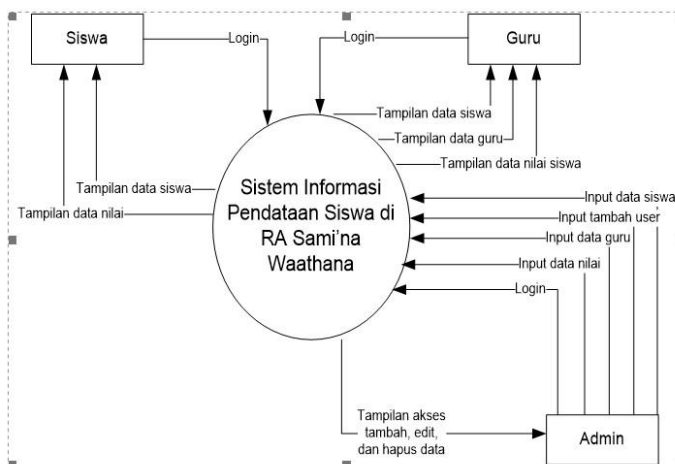 Siswa
Login
Login
Guru
Tampilan data siswa
Tampilan data guru
Tampilan data nilai siswa
Tampilan data siswa
Tampilan data nilai
Sistem Informasi
Pendataan Siswa di
RA Sami'na
Waathana
Input data siswa
Input tambah user
Input data guru
Input data nilai
Login
Tampilan akses
tambah, edit,
dan hapus data
Admin